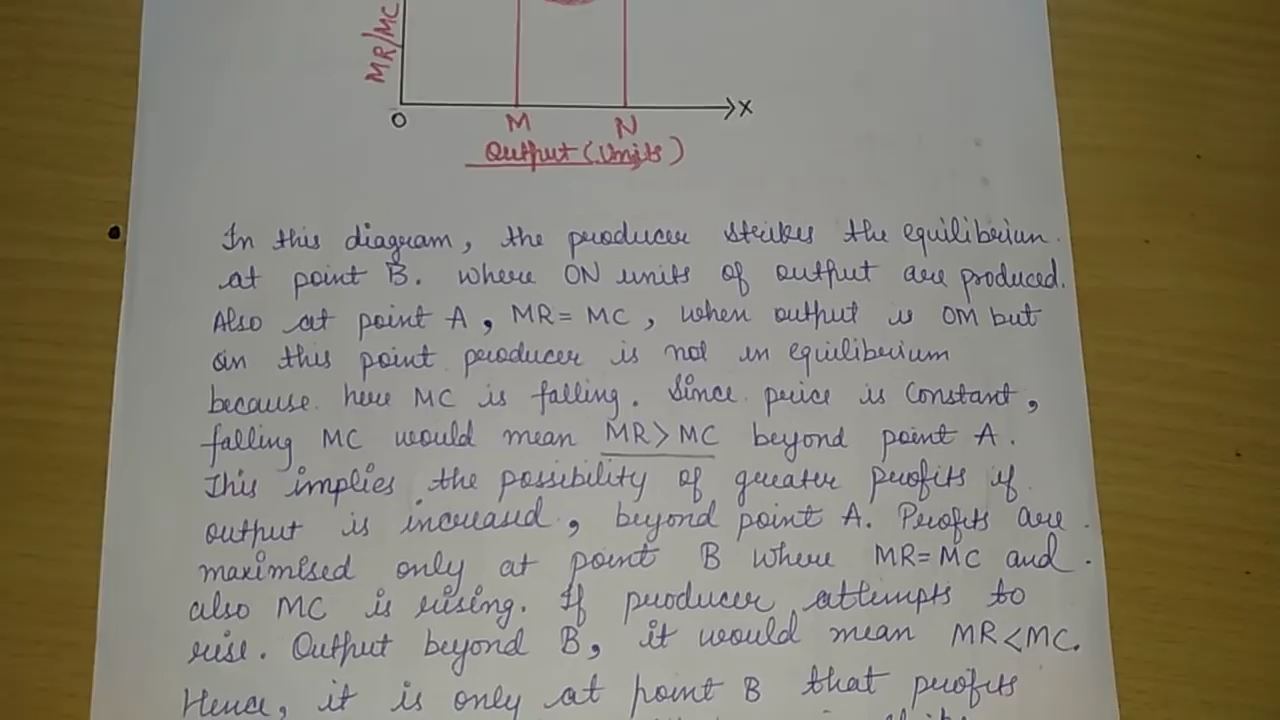 MR/MC
O M N X
Output (Units)
In this diagram, the producer strikes the equilibrium
at point B. where ON units of output are produced.
Also at point A, MR = MC, when output is OM but
on this point producer is not in equilibrium
because here MC is falling. Since price is Constant,
falling MC would mean MR > MC beyond point A.
This implies the possibility of greater profits if
output is increased, beyond point A. Profits are
maximised only at point B where MR = MC and
also MC is rising. If producer attempts to
rise. Output beyond B, it would mean MR < MC.
Hence, it is only at point B that profits